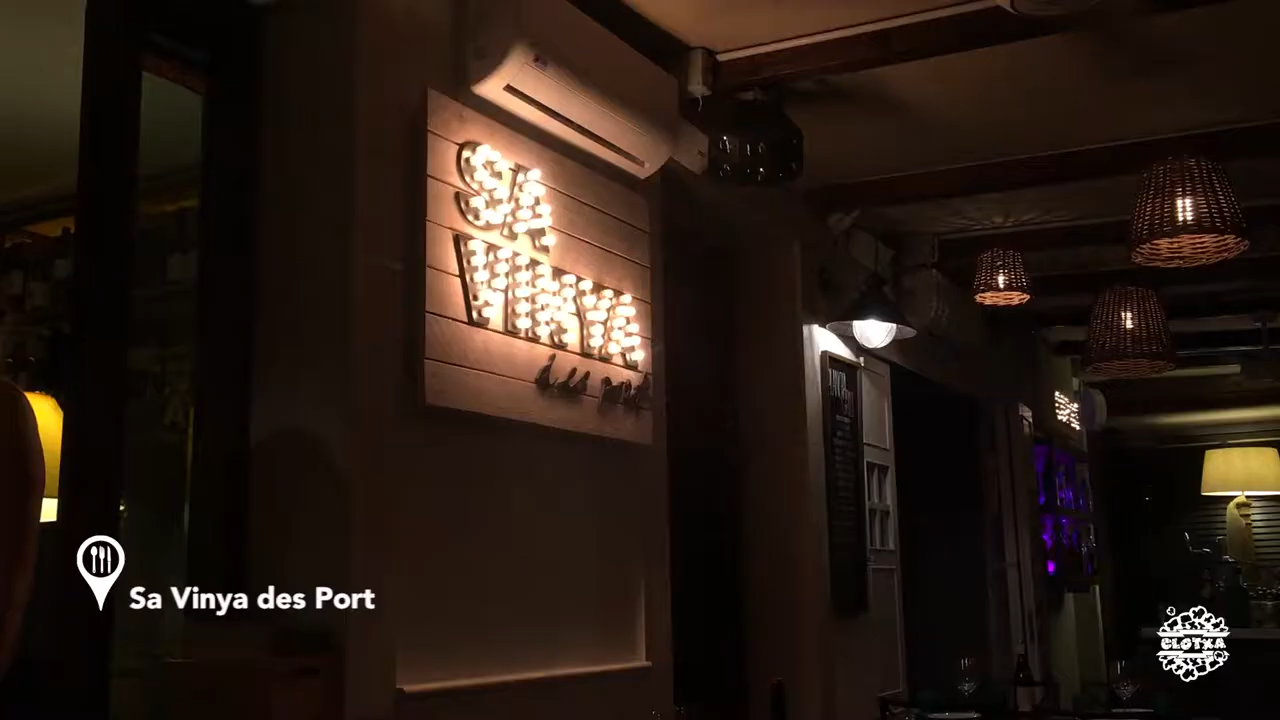 SA
VINYA
des port
Sa Vinya des Port
CLOTXA